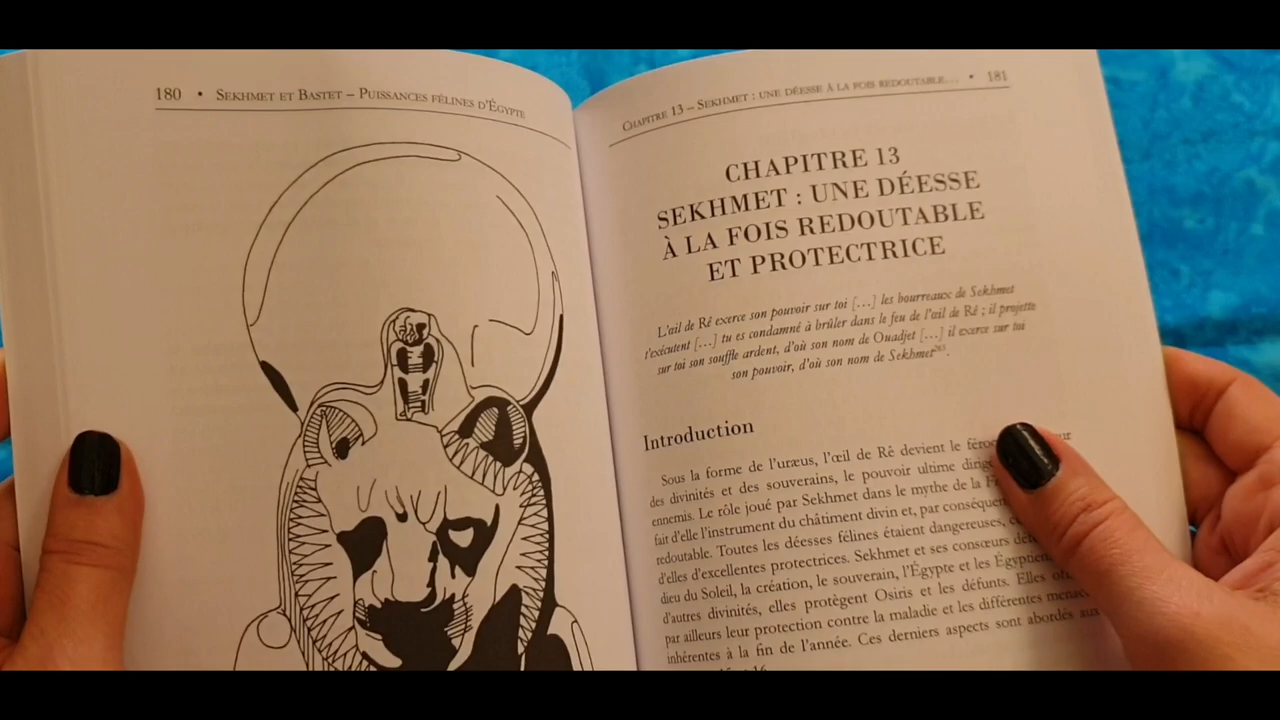 180 • Sekhmet et Bastet – Puissances félines d'Égypte
Chapitre 13 – Sekhmet : une déesse à la fois redoutable… • 181
CHAPITRE 13
SEKHMET : UNE DÉESSE
À LA FOIS REDOUTABLE
ET PROTECTRICE
L'œil de Rê exerce son pouvoir sur toi […] les bourreaux de Sekhmet
t'exécutent […] tu es condamné à brûler dans le feu de l'œil de Rê ; il projette
sur toi son souffle ardent, d'où son nom de Ouadjet […] il exerce sur toi
son pouvoir, d'où son nom de Sekhmet²⁶³.
Introduction
Sous la forme de l'uræus, l'œil de Rê devient le
des divinités et des souverains, le pouvoir ultime
ennemis. Le rôle joué par Sekhmet dans le mythe de la
fait d'elle l'instrument du châtiment divin et, par
redoutable. Toutes les déesses félines étaient dangereuses,
d'elles d'excellentes protectrices. Sekhmet et ses consœurs
dieu du Soleil, la création, le souverain, l'Égypte et les
d'autres divinités, elles protègent Osiris et les défunts. Elles
par ailleurs leur protection contre la maladie et les différentes
inhérentes à la fin de l'année. Ces derniers aspects sont abordés aux